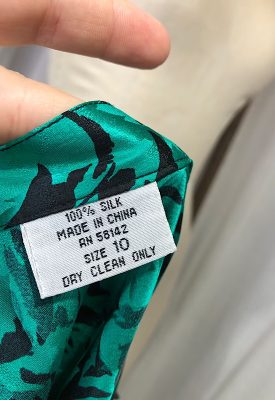 100% SILK
MADE IN CHINA
RN 58142
SIZE 10
DRY CLEAN ONLY